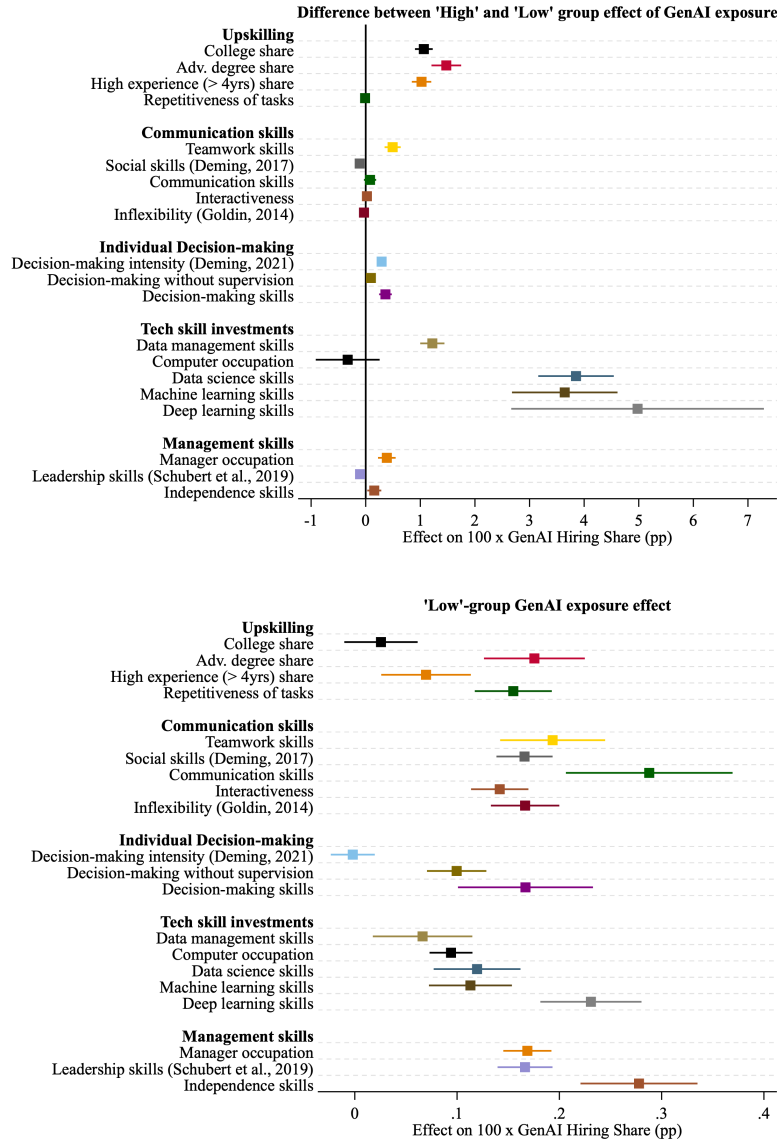 Difference between 'High' and 'Low' group effect of GenAI exposure
Upskilling
College share
Adv. degree share
High experience (> 4yrs) share
Repetitiveness of tasks
Communication skills
Teamwork skills
Social skills (Deming, 2017)
Communication skills
Interactiveness
Inflexibility (Goldin, 2014)
Individual Decision-making
Decision-making intensity (Deming, 2021)
Decision-making without supervision
Decision-making skills
Tech skill investments
Data management skills
Computer occupation
Data science skills
Machine learning skills
Deep learning skills
Management skills
Manager occupation
Leadership skills (Schubert et al., 2019)
Independence skills
-1 0 1 2 3 4 5 6 7
Effect on 100 x GenAI Hiring Share (pp)
'Low'-group GenAI exposure effect
Upskilling
College share
Adv. degree share
High experience (> 4yrs) share
Repetitiveness of tasks
Communication skills
Teamwork skills
Social skills (Deming, 2017)
Communication skills
Interactiveness
Inflexibility (Goldin, 2014)
Individual Decision-making
Decision-making intensity (Deming, 2021)
Decision-making without supervision
Decision-making skills
Tech skill investments
Data management skills
Computer occupation
Data science skills
Machine learning skills
Deep learning skills
Management skills
Manager occupation
Leadership skills (Schubert et al., 2019)
Independence skills
0 .1 .2 .3 .4
Effect on 100 x GenAI Hiring Share (pp)